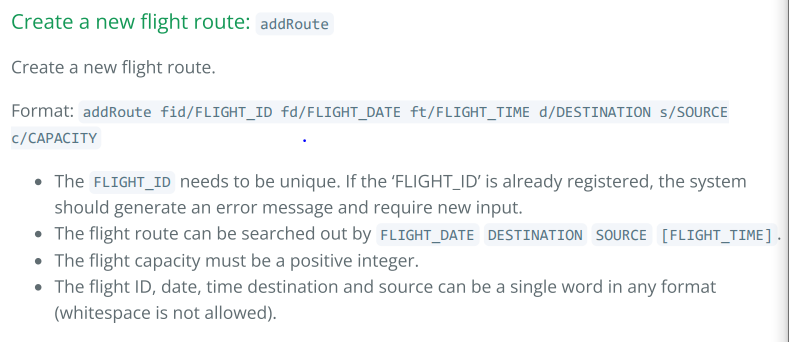 Create a new flight route: addRoute
Create a new flight route.
Format: addRoute fid/FLIGHT_ID fd/FLIGHT_DATE ft/FLIGHT_TIME d/DESTINATION s/SOURCE
c/CAPACITY
• The FLIGHT_ID needs to be unique. If the ‘FLIGHT_ID’ is already registered, the system
should generate an error message and require new input.
• The flight route can be searched out by FLIGHT_DATE DESTINATION SOURCE [FLIGHT_TIME].
• The flight capacity must be a positive integer.
• The flight ID, date, time destination and source can be a single word in any format
(whitespace is not allowed).